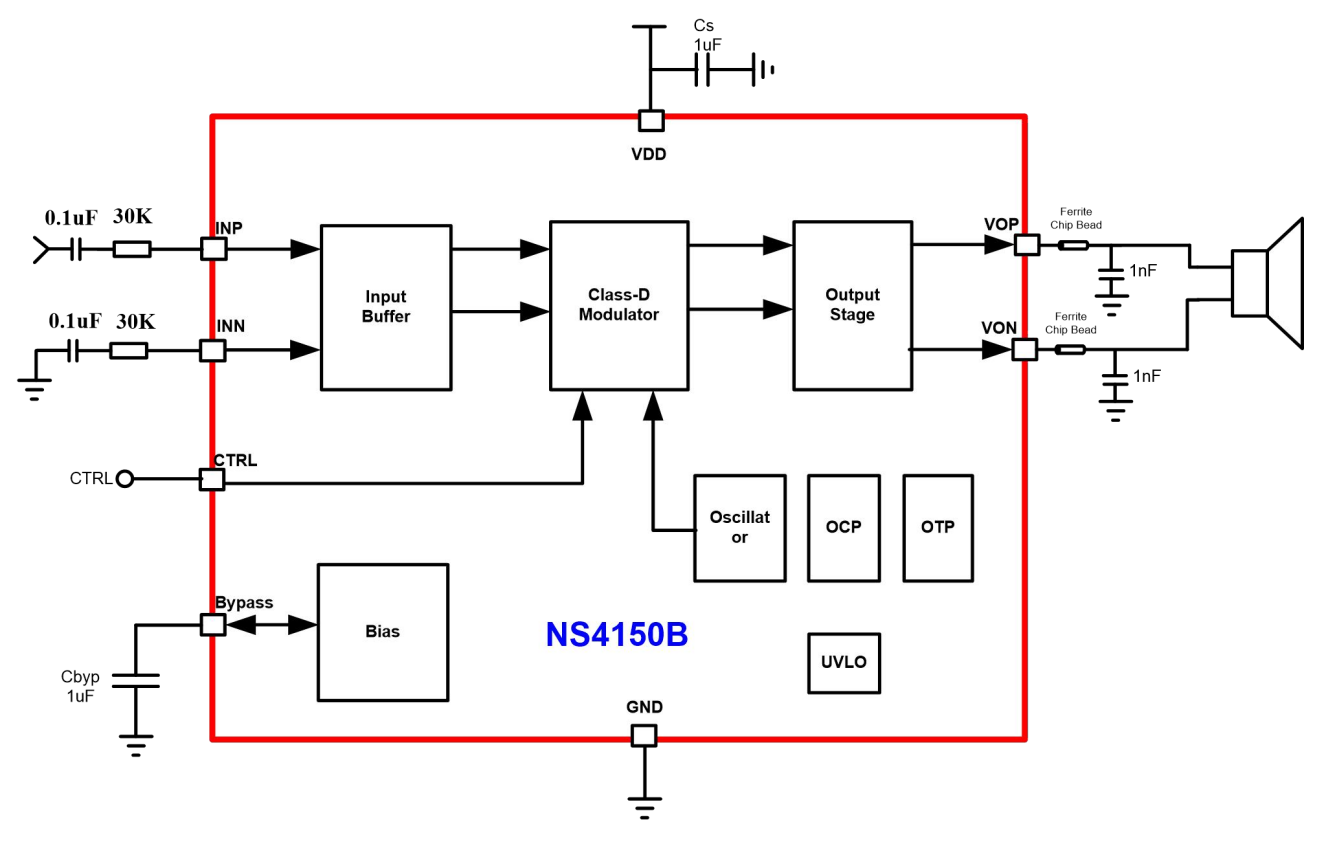 Cs
1uF
VDD
0.1uF 30K
INP
VOP
Ferrite
Chip Bead
1nF
Input
Buffer
Class-D
Modulator
Output
Stage
0.1uF 30K
INN
VON
Ferrite
Chip Bead
1nF
CTRL
CTRL
Oscillat
or
OCP
OTP
Bypass
Bias
NS4150B
UVLO
Cbyp
1uF
GND